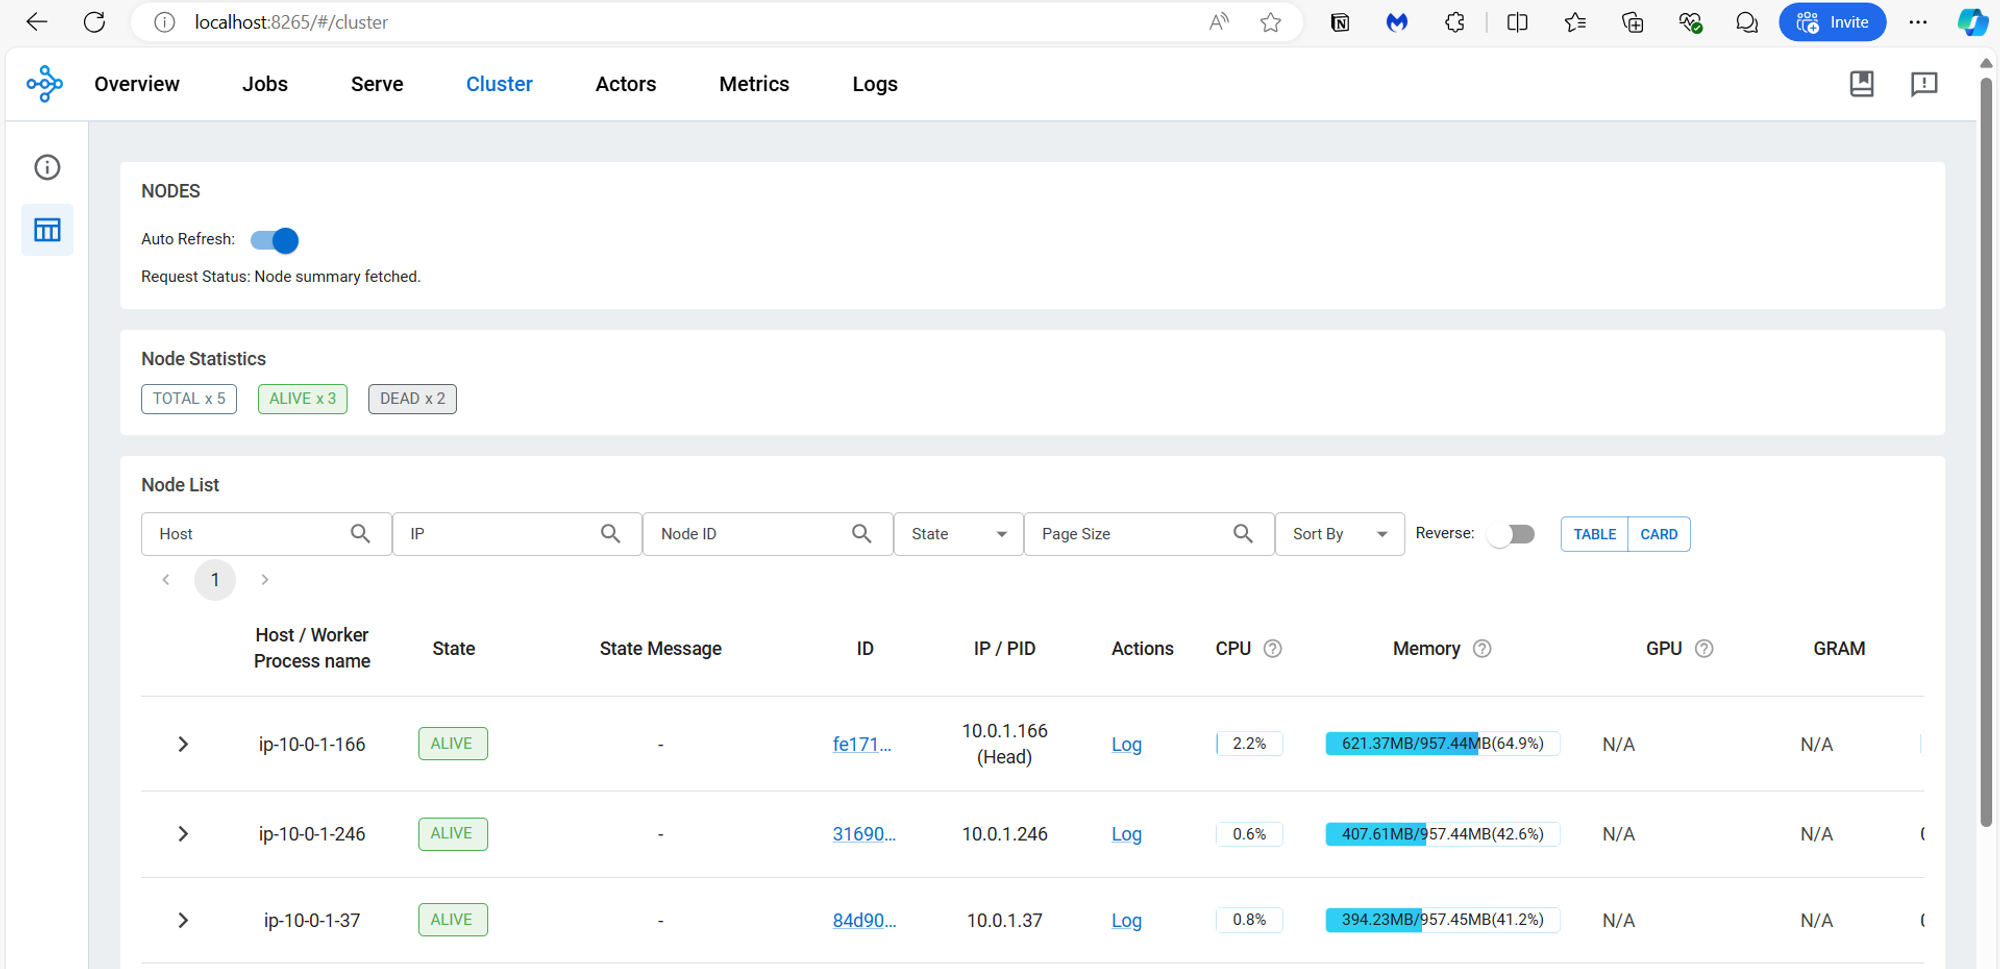 localhost:8265/#/cluster
Invite
Overview Jobs Serve Cluster Actors Metrics Logs
NODES
Auto Refresh:
Request Status: Node summary fetched.
Node Statistics
TOTAL x 5 ALIVE x 3 DEAD x 2
Node List
Host IP Node ID State Page Size Sort By Reverse: TABLE CARD
1
Host / Worker Process name State State Message ID IP / PID Actions CPU Memory GPU GRAM
ip-10-0-1-166 ALIVE - fe171... 10.0.1.166 (Head) Log 2.2% 621.37MB/957.44MB(64.9%) N/A N/A
ip-10-0-1-246 ALIVE - 31690... 10.0.1.246 Log 0.6% 407.61MB/957.44MB(42.6%) N/A N/A
ip-10-0-1-37 ALIVE - 84d90... 10.0.1.37 Log 0.8% 394.23MB/957.45MB(41.2%) N/A N/A